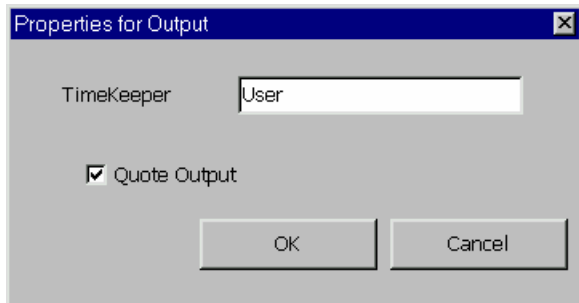 Properties for Output
TimeKeeper User
Quote Output
OK Cancel